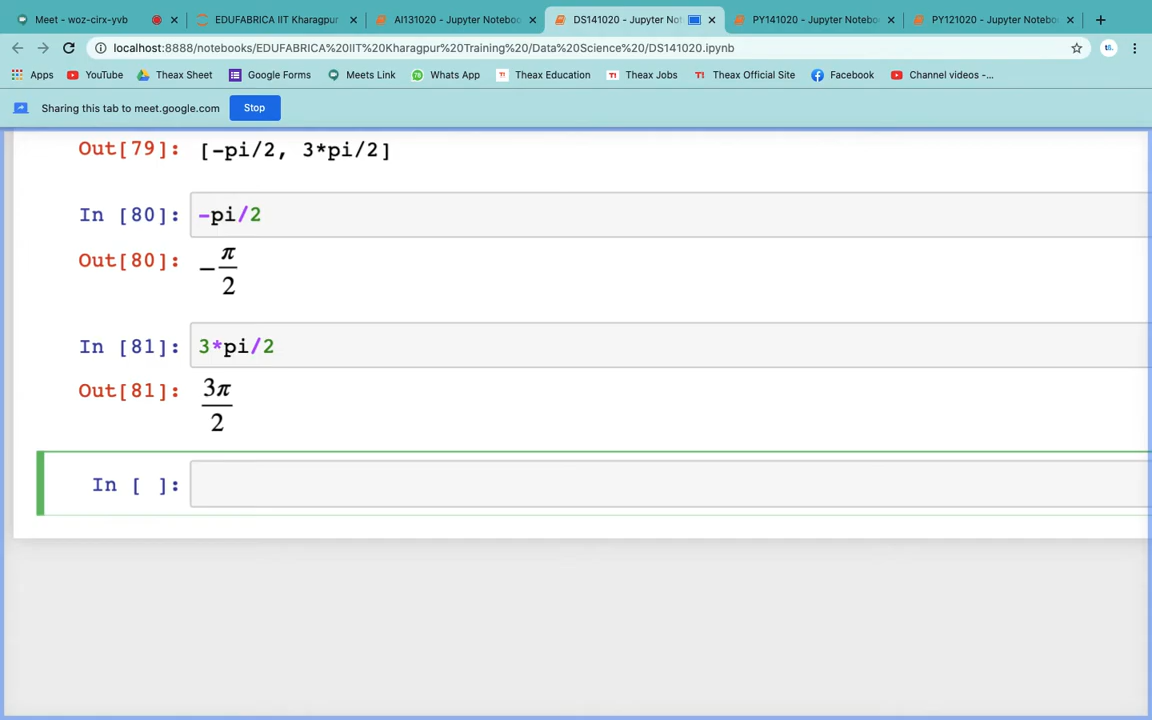 Meet - woz-cirx-yvb
EDUFABRICA IIT Kharagpur
AI131020 - Jupyter Noteboo
DS141020 - Jupyter Not
PY141020 - Jupyter Notebo
PY121020 - Jupyter Notebo
localhost:8888/notebooks/EDUFABRICA%20IIT%20Kharagpur%20Training%20/Data%20Science%20/DS141020.ipynb
Apps YouTube Theax Sheet Google Forms Meets Link Whats App Theax Education Theax Jobs Theax Official Site Facebook Channel videos -...
Sharing this tab to meet.google.com Stop
Out[79]: [-pi/2, 3*pi/2]
In [80]: -pi/2
Out[80]: -π/2
In [81]: 3*pi/2
Out[81]: 3π/2
In [ ]: